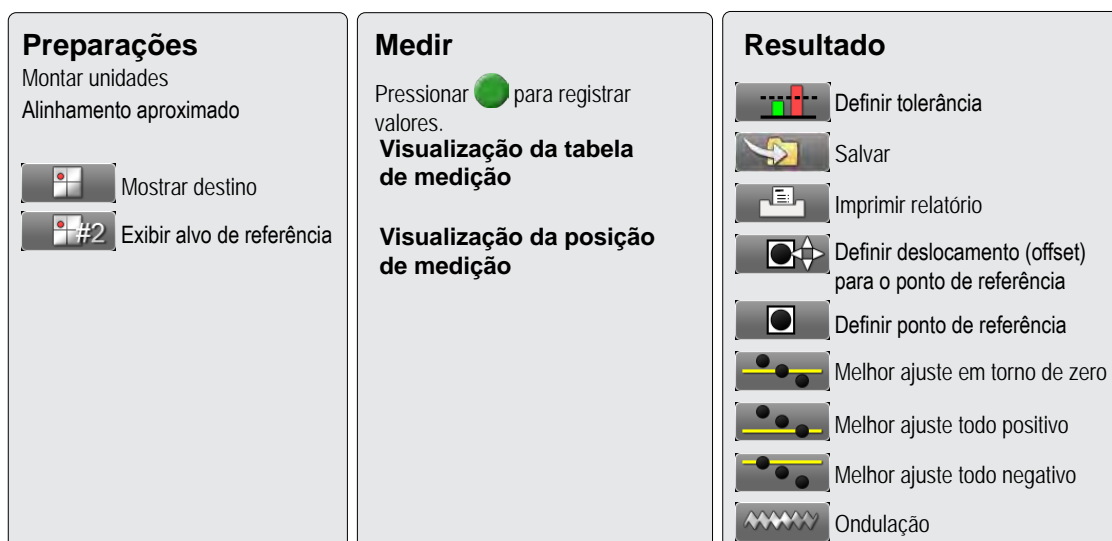 Preparações
Montar unidades
Alinhamento aproximado
Mostrar destino
#2 Exibir alvo de referência
Medir
Pressionar para registrar
valores.
Visualização da tabela
de medição
Visualização da posição
de medição
Resultado
Definir tolerância
Salvar
Imprimir relatório
Definir deslocamento (offset)
para o ponto de referência
Definir ponto de referência
Melhor ajuste em torno de zero
Melhor ajuste todo positivo
Melhor ajuste todo negativo
Ondulação